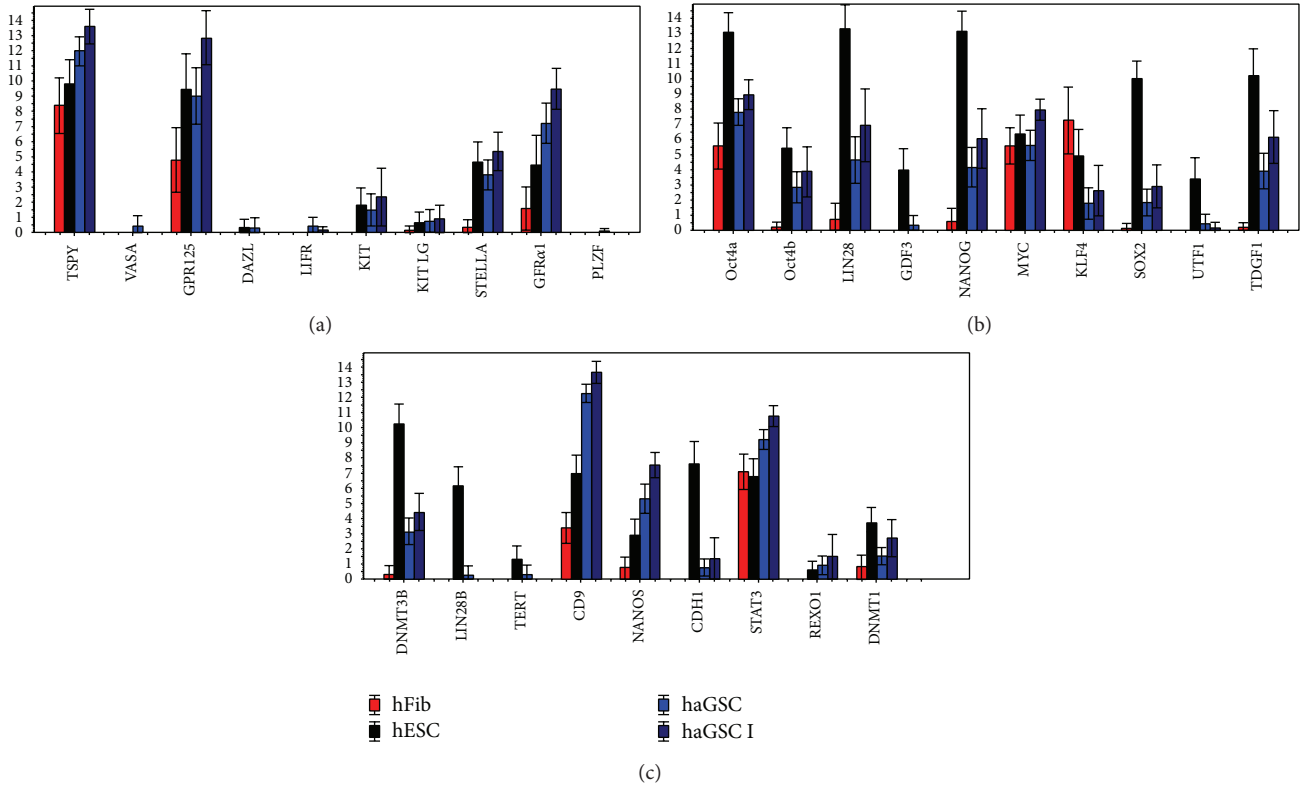 14
13
12
11
10
9
8
7
6
5
4
3
2
1
0
TSPY
VASA
GPR125
DAZL
LIFR
KIT
KIT LG
STELLA
GFRα1
PLZF
(a)
14
13
12
11
10
9
8
7
6
5
4
3
2
1
0
Oct4a
Oct4b
LIN28
GDF3
NANOG
MYC
KLF4
SOX2
UTF1
TDGF1
(b)
14
13
12
11
10
9
8
7
6
5
4
3
2
1
0
DNMT3B
LIN28B
TERT
CD9
NANOS
CDH1
STAT3
REXO1
DNMT1
hFib
hESC
haGSC
haGSC I
(c)